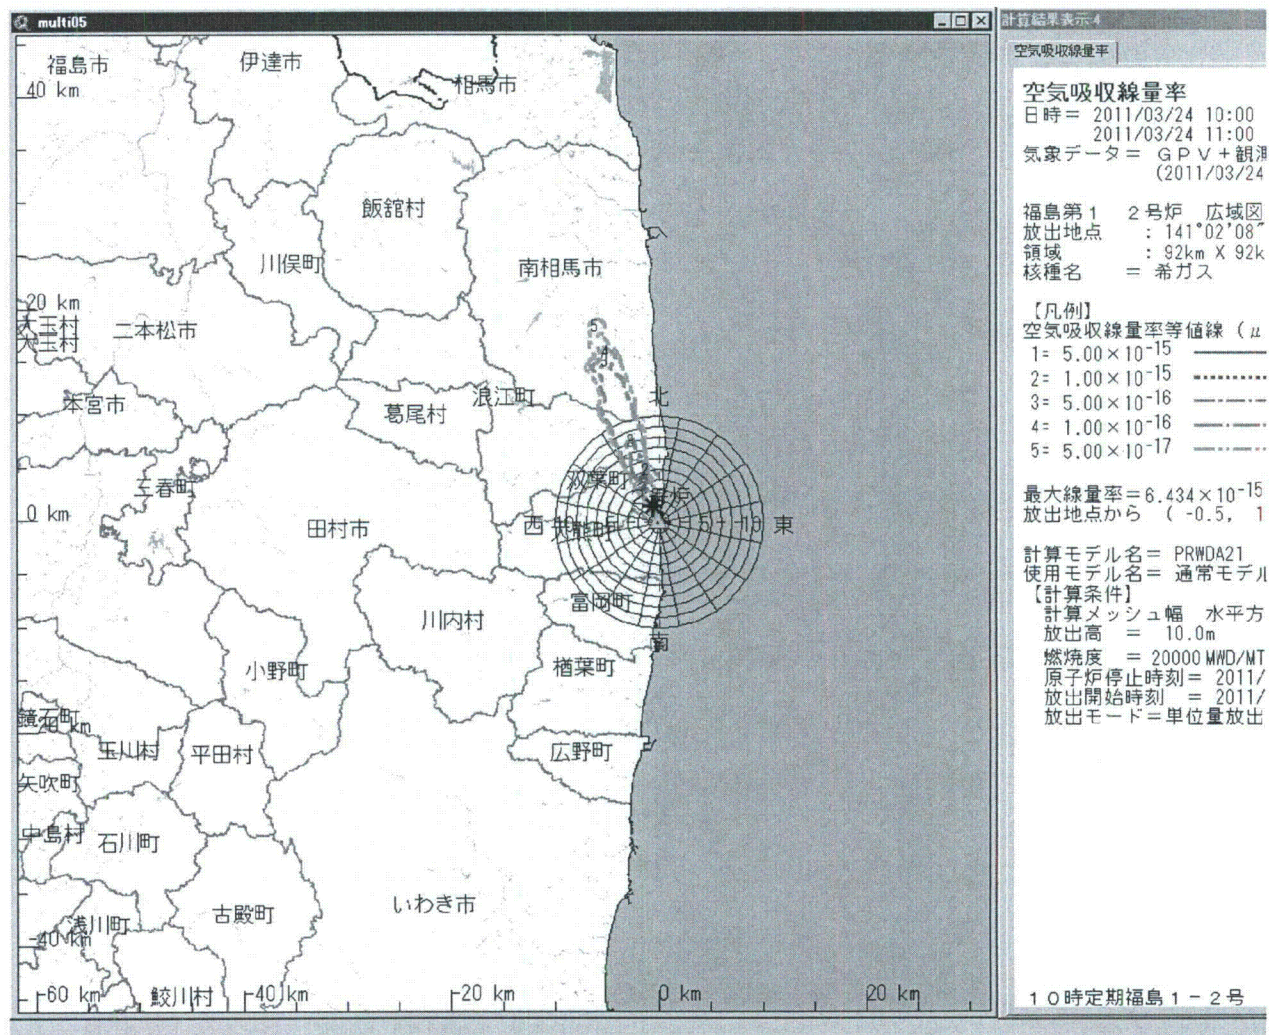 multi05
福島市
伊達市
相馬市
40 km
飯舘村
川俣町
南相馬市
20 km
大玉村
大玉村
二本松市
5
4
本宮市
葛尾村
浪江町
北
三春町
双葉町
0 km
田村市
西
大熊町
東
富岡町
川内村
南
小野町
楢葉町
鏡石町
玉川村
平田村
広野町
矢吹町
中島村
石川町
浅川町
古殿町
いわき市
-40 km
鮫川村
-60 km
-40 km
-20 km
0 km
20 km
計算結果表示4
空気吸収線量率
空気吸収線量率
日時= 2011/03/24 10:00
2011/03/24 11:00
気象データ= GPV+観測
(2011/03/24
福島第1 2号炉 広域図
放出地点 : 141°02'08"
領域 : 92km X 92k
核種名 = 希ガス
【凡例】
空気吸収線量率等値線 (μ
1= 5.00×10-15
2= 1.00×10-15
3= 5.00×10-16
4= 1.00×10-16
5= 5.00×10-17
最大線量率=6.434×10-15
放出地点から ( -0.5, 1
計算モデル名= PRWDA21
使用モデル名= 通常モデル
【計算条件】
計算メッシュ幅 水平方
放出高 = 10.0m
燃焼度 = 20000MWD/MT
原子炉停止時刻= 2011/
放出開始時刻 = 2011/
放出モード=単位量放出
10時定期福島1-2号